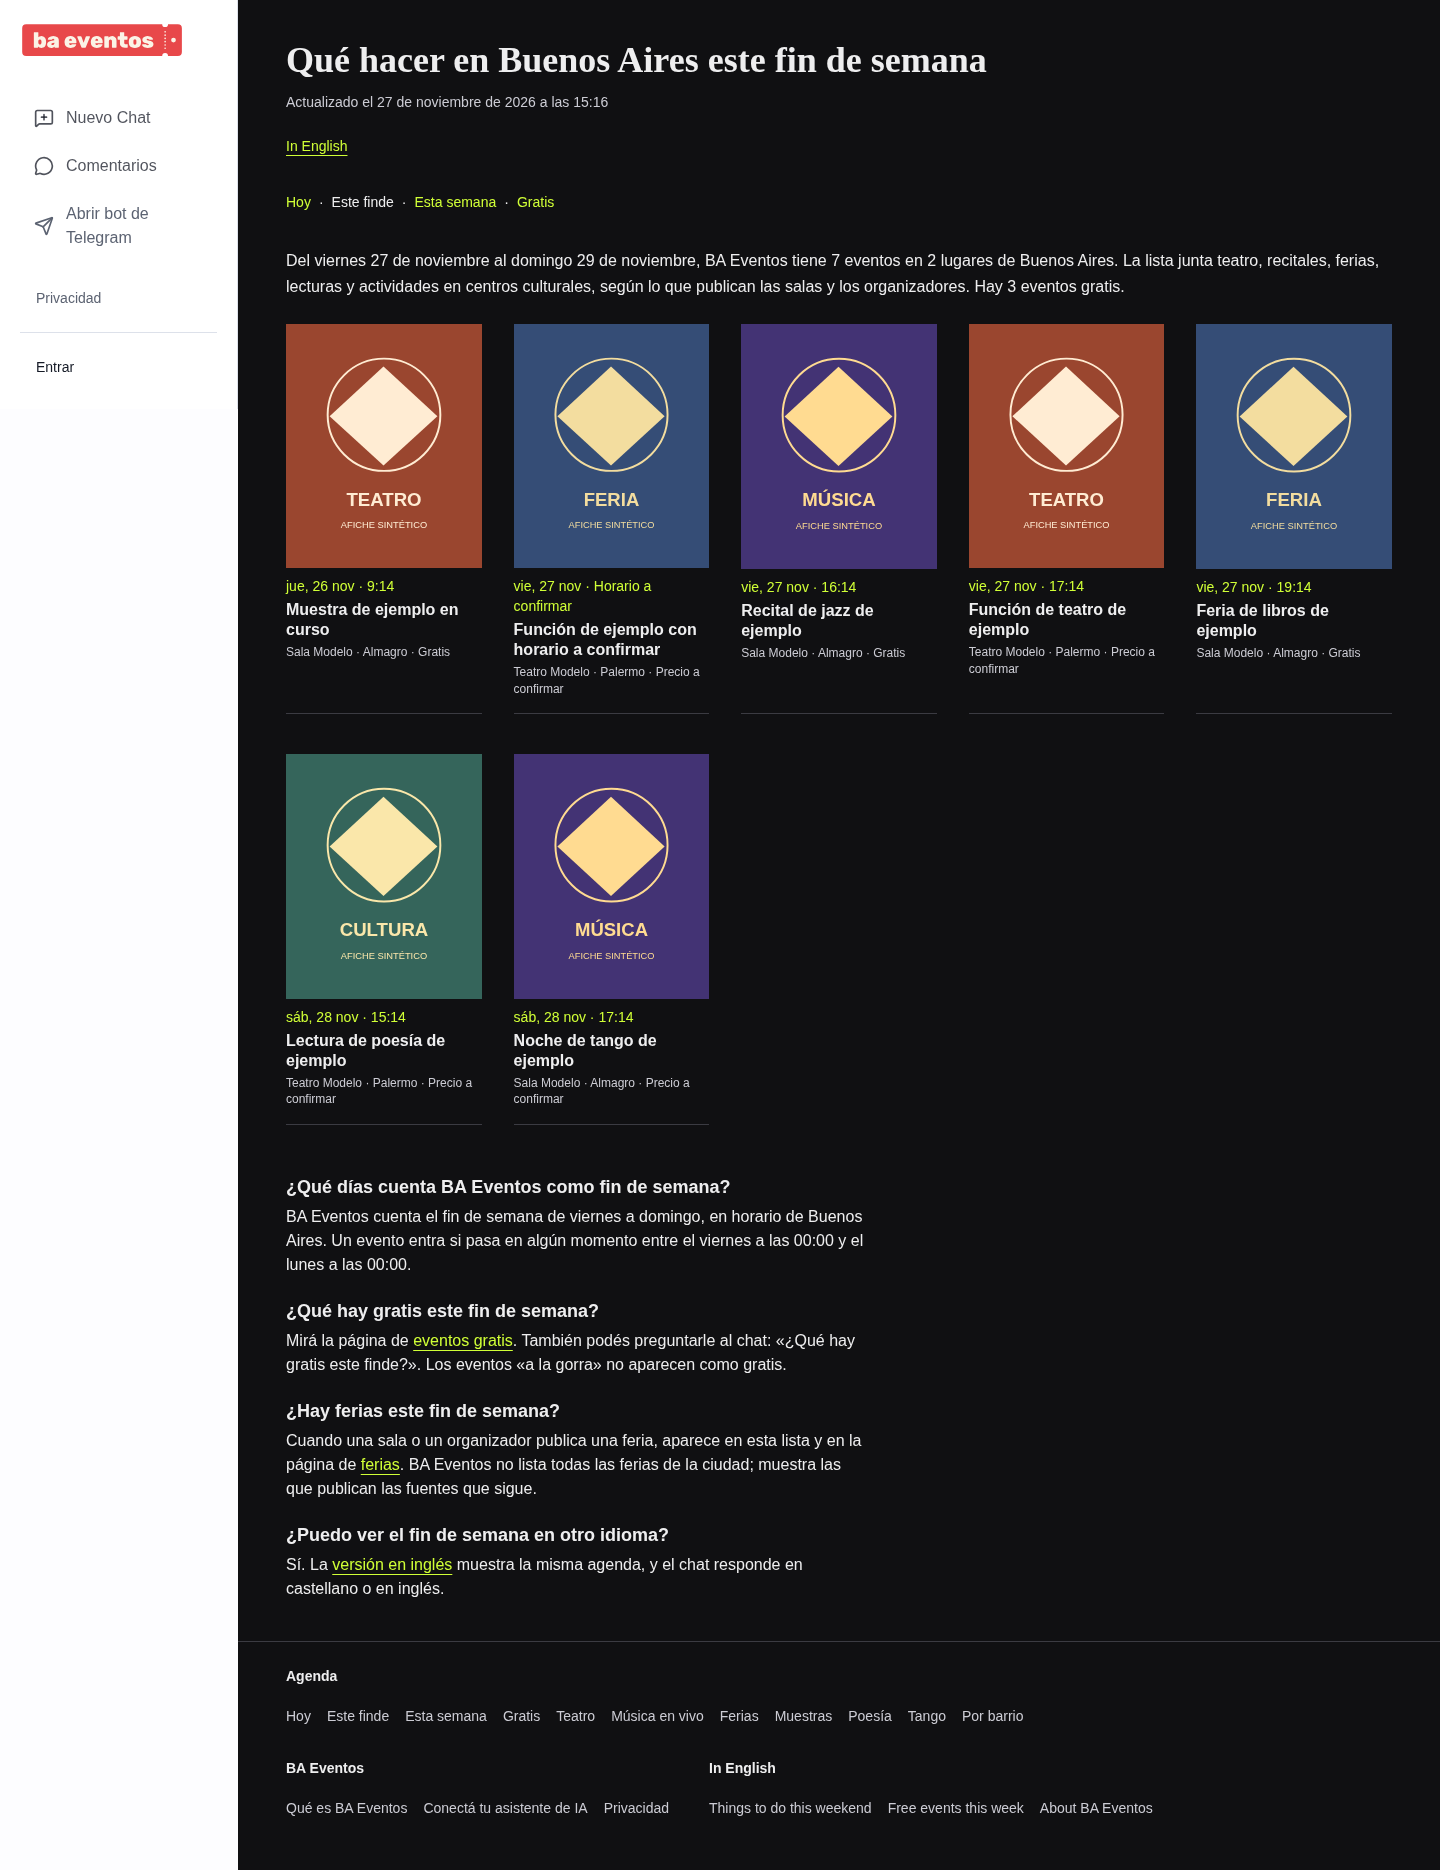 ba eventos
Nuevo Chat
Comentarios
Abrir bot de
Telegram
Privacidad
Entrar
Qué hacer en Buenos Aires este fin de semana
Actualizado el 27 de noviembre de 2026 a las 15:16
In English
Hoy · Este finde · Esta semana · Gratis
Del viernes 27 de noviembre al domingo 29 de noviembre, BA Eventos tiene 7 eventos en 2 lugares de Buenos Aires. La lista junta teatro, recitales, ferias,
lecturas y actividades en centros culturales, según lo que publican las salas y los organizadores. Hay 3 eventos gratis.
TEATRO
AFICHE SINTÉTICO
jue, 26 nov · 9:14
Muestra de ejemplo en
curso
Sala Modelo · Almagro · Gratis
FERIA
AFICHE SINTÉTICO
vie, 27 nov · Horario a
confirmar
Función de ejemplo con
horario a confirmar
Teatro Modelo · Palermo · Precio a
confirmar
MÚSICA
AFICHE SINTÉTICO
vie, 27 nov · 16:14
Recital de jazz de
ejemplo
Sala Modelo · Almagro · Gratis
TEATRO
AFICHE SINTÉTICO
vie, 27 nov · 17:14
Función de teatro de
ejemplo
Teatro Modelo · Palermo · Precio a
confirmar
FERIA
AFICHE SINTÉTICO
vie, 27 nov · 19:14
Feria de libros de
ejemplo
Sala Modelo · Almagro · Gratis
CULTURA
AFICHE SINTÉTICO
sáb, 28 nov · 15:14
Lectura de poesía de
ejemplo
Teatro Modelo · Palermo · Precio a
confirmar
MÚSICA
AFICHE SINTÉTICO
sáb, 28 nov · 17:14
Noche de tango de
ejemplo
Sala Modelo · Almagro · Precio a
confirmar
¿Qué días cuenta BA Eventos como fin de semana?
BA Eventos cuenta el fin de semana de viernes a domingo, en horario de Buenos
Aires. Un evento entra si pasa en algún momento entre el viernes a las 00:00 y el
lunes a las 00:00.
¿Qué hay gratis este fin de semana?
Mirá la página de eventos gratis. También podés preguntarle al chat: «¿Qué hay
gratis este finde?». Los eventos «a la gorra» no aparecen como gratis.
¿Hay ferias este fin de semana?
Cuando una sala o un organizador publica una feria, aparece en esta lista y en la
página de ferias. BA Eventos no lista todas las ferias de la ciudad; muestra las
que publican las fuentes que sigue.
¿Puedo ver el fin de semana en otro idioma?
Sí. La versión en inglés muestra la misma agenda, y el chat responde en
castellano o en inglés.
Agenda
Hoy Este finde Esta semana Gratis Teatro Música en vivo Ferias Muestras Poesía Tango Por barrio
BA Eventos
Qué es BA Eventos Conectá tu asistente de IA Privacidad
In English
Things to do this weekend Free events this week About BA Eventos